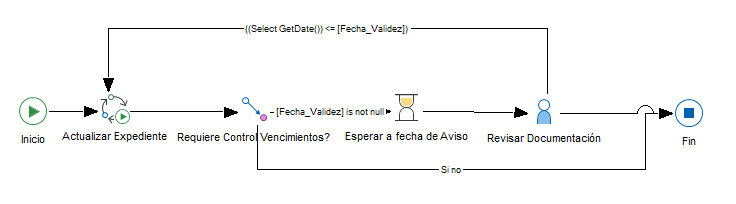 ((Select GetDate()) <= [Fecha_Validez])
[Fecha_Validez] is not null
Inicio
Actualizar Expediente
Requiere Control Vencimientos?
Esperar a fecha de Aviso
Revisar Documentación
Fin
Si no